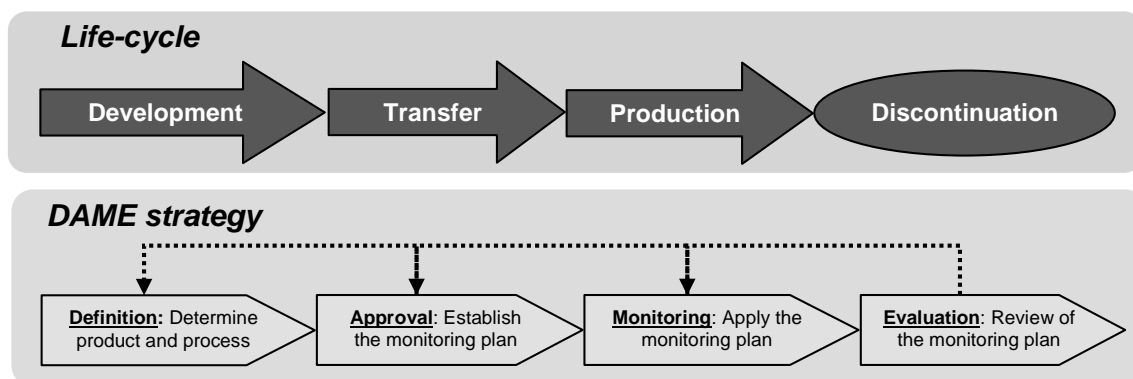 Life-cycle
Development
Transfer
Production
Discontinuation
DAME strategy
Definition: Determine
product and process
Approval: Establish
the monitoring plan
Monitoring: Apply the
monitoring plan
Evaluation: Review of
the monitoring plan